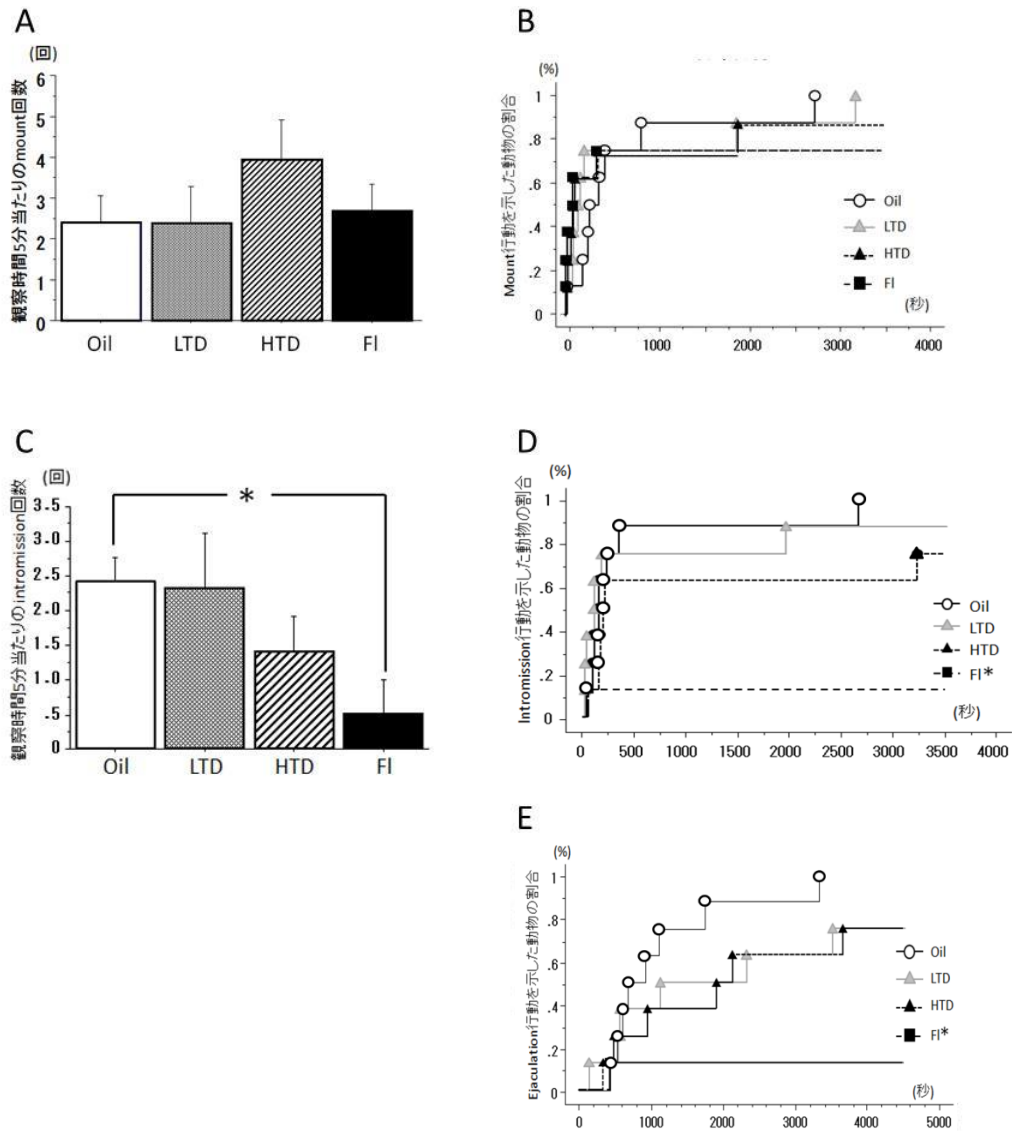 A
(回)
観察時間5分当たりのmount回数
6
5
4
3
2
1
0
Oil
LTD
HTD
Fl
B
(%)
Mount行動を示した動物の割合
1
.8
.6
.4
.2
0
Oil
LTD
HTD
Fl
(秒)
0 1000 2000 3000 4000
C
(回)
観察時間5分当たりのintromission回数
3.5
3.0
2.5
2.0
1.5
1.0
.5
0
*
Oil
LTD
HTD
Fl
D
(%)
Intromission行動を示した動物の割合
1
.8
.6
.4
.2
0
Oil
LTD
HTD
Fl*
(秒)
0 500 1000 1500 2000 2500 3000 3500 4000
E
(%)
Ejaculation行動を示した動物の割合
1
.8
.6
.4
.2
0
Oil
LTD
HTD
Fl*
(秒)
0 1000 2000 3000 4000 5000